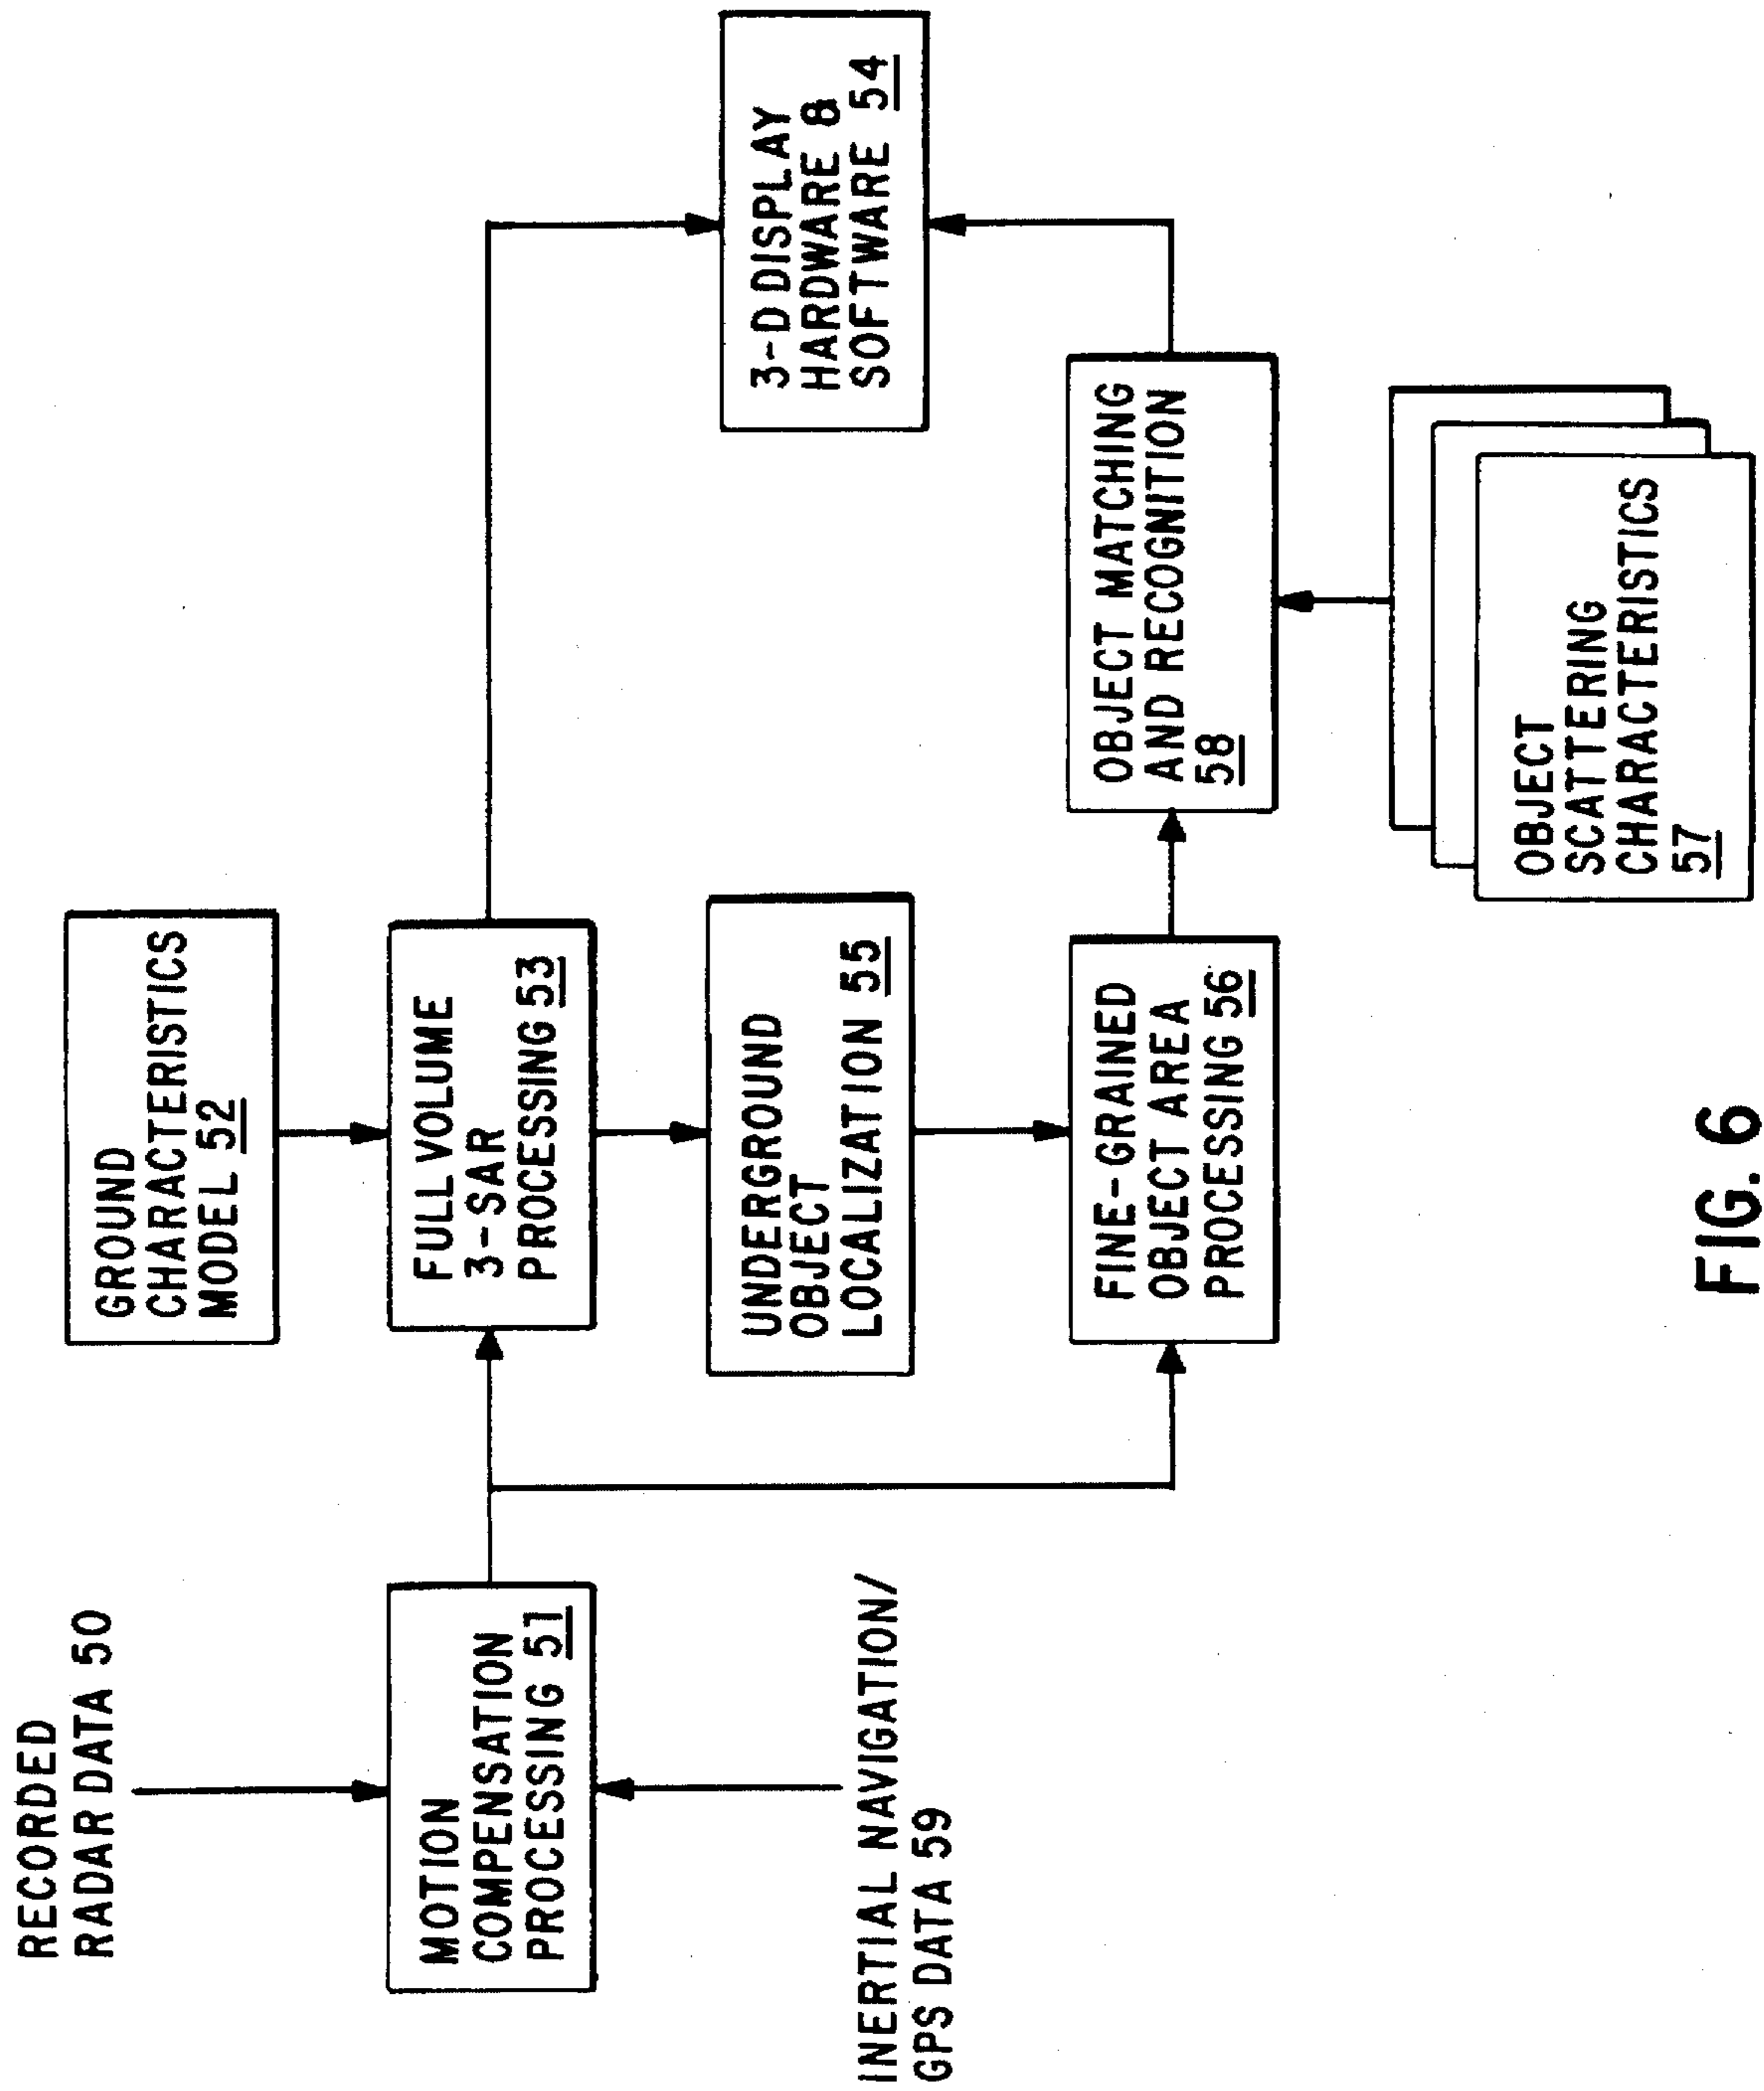 RECORDED
RADAR DATA 50
MOTION
COMPENSATION
PROCESSING 51
INERTIAL NAVIGATION/
GPS DATA 59
GROUND
CHARACTERISTICS
MODEL 52
FULL VOLUME
3-SAR
PROCESSING 53
UNDERGROUND
OBJECT
LOCALIZATION 55
FINE-GRAINED
OBJECT AREA
PROCESSING 56
3-D DISPLAY
HARDWARE &
SOFTWARE 54
OBJECT MATCHING
AND RECOGNITION
58
OBJECT
SCATTERING
CHARACTERISTICS
57
FIG. 6